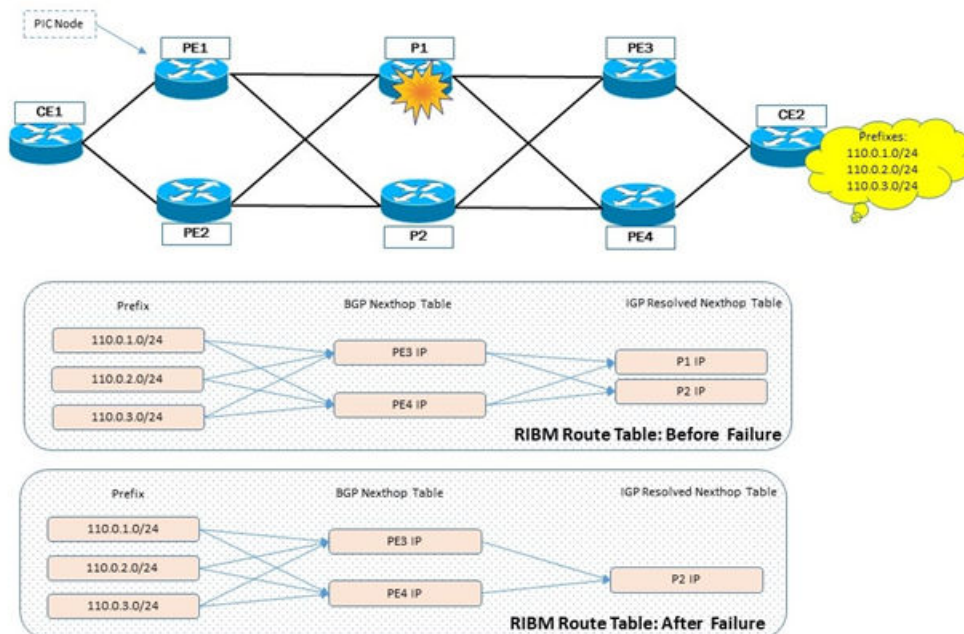 PIC Node
PE1
P1
PE3
CE1
CE2
Prefixes:
110.0.1.0/24
110.0.2.0/24
110.0.3.0/24
PE2
P2
PE4
Prefix
BGP Nexthop Table
IGP Resolved Nexthop Table
110.0.1.0/24
110.0.2.0/24
110.0.3.0/24
PE3 IP
PE4 IP
P1 IP
P2 IP
RIBM Route Table: Before Failure
Prefix
BGP Nexthop Table
IGP Resolved Nexthop Table
110.0.1.0/24
110.0.2.0/24
110.0.3.0/24
PE3 IP
PE4 IP
P2 IP
RIBM Route Table: After Failure